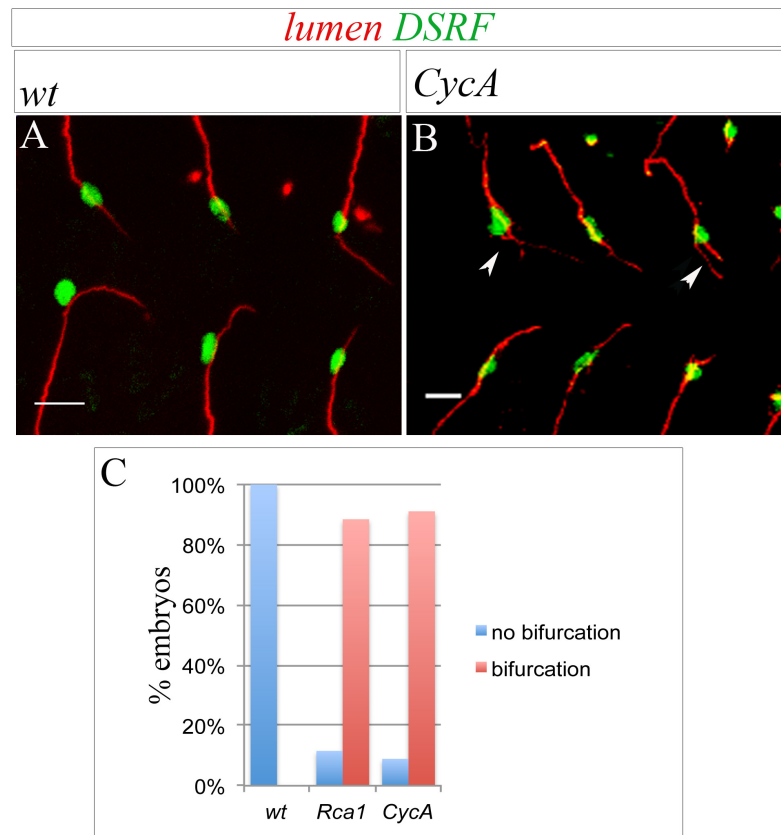 lumen DSRF
wt
CycA
A
B
C
100%
80%
60%
40%
20%
0%
% embryos
wt
Rca1
CycA
no bifurcation
bifurcation